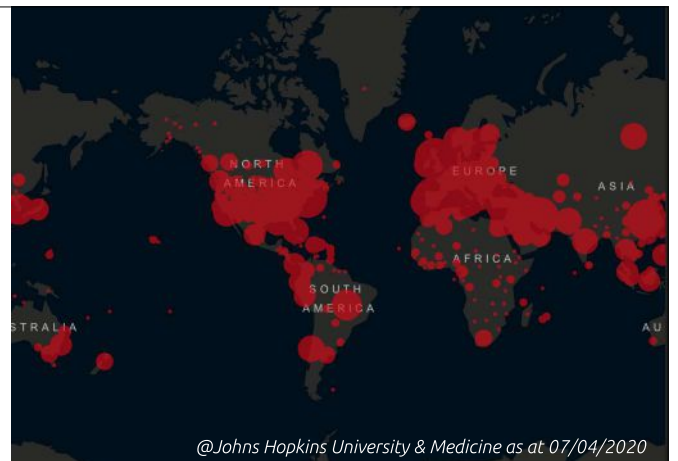 NORTH
AMERICA
EUROPE
ASIA
AFRICA
SOUTH
AMERICA
STRALIA
AU
@Johns Hopkins University & Medicine as at 07/04/2020